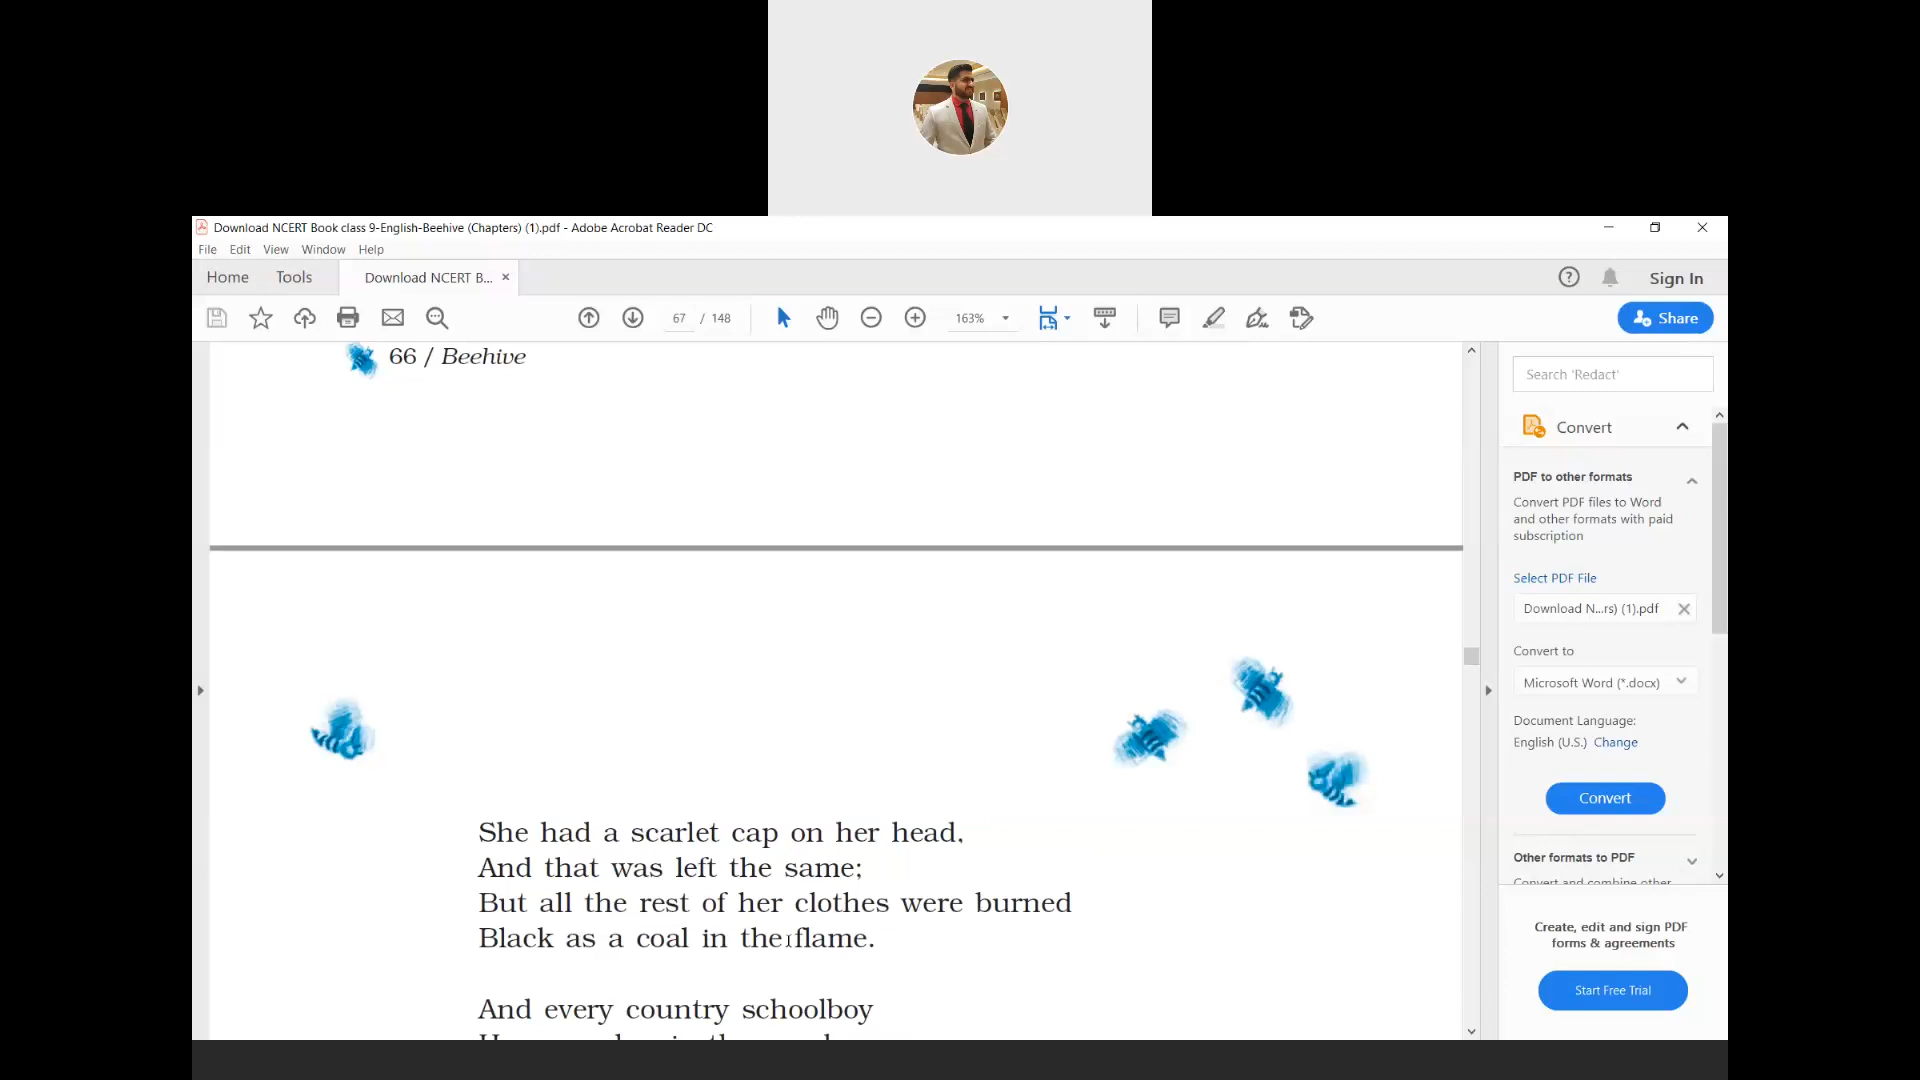 Download NCERT Book class 9-English-Beehive (Chapters) (1).pdf - Adobe Acrobat Reader DC
File Edit View Window Help
Home Tools Download NCERT B... × Sign In
67 / 148 163% Share
66 / Beehive
Search 'Redact'
Convert
PDF to other formats
Convert PDF files to Word
and other formats with paid
subscription
Select PDF File
Download N...rs) (1).pdf
Convert to
Microsoft Word (*.docx)
Document Language:
English (U.S.) Change
Convert
Other formats to PDF
Convert and combine other
Create, edit and sign PDF
forms & agreements
Start Free Trial
She had a scarlet cap on her head,
And that was left the same;
But all the rest of her clothes were burned
Black as a coal in the flame.
And every country schoolboy